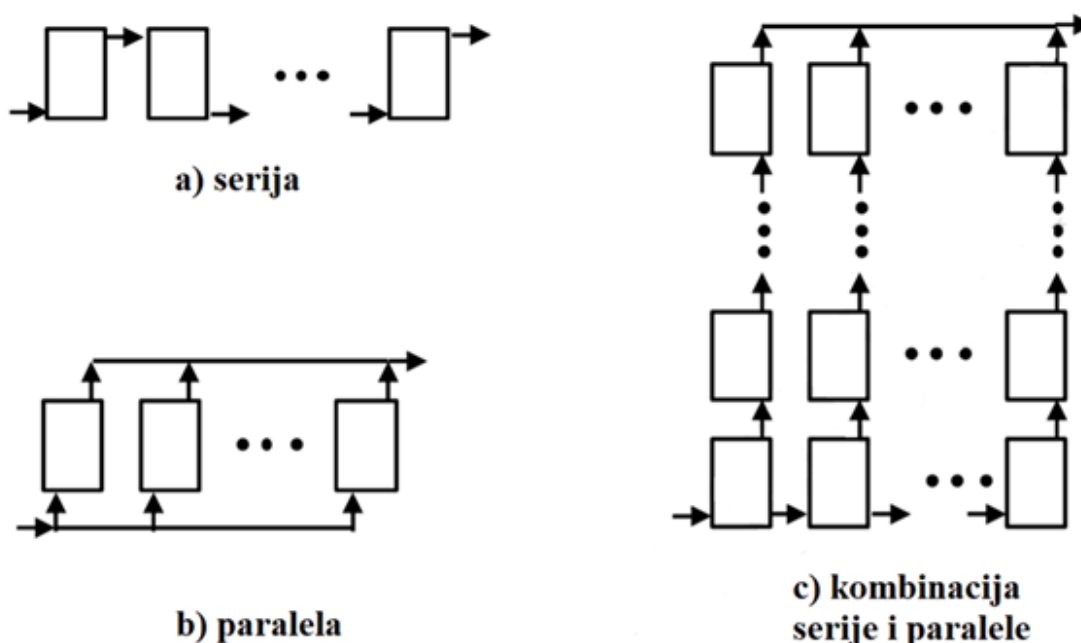 a) serija
b) paralela
c) kombinacija
serije i paralele